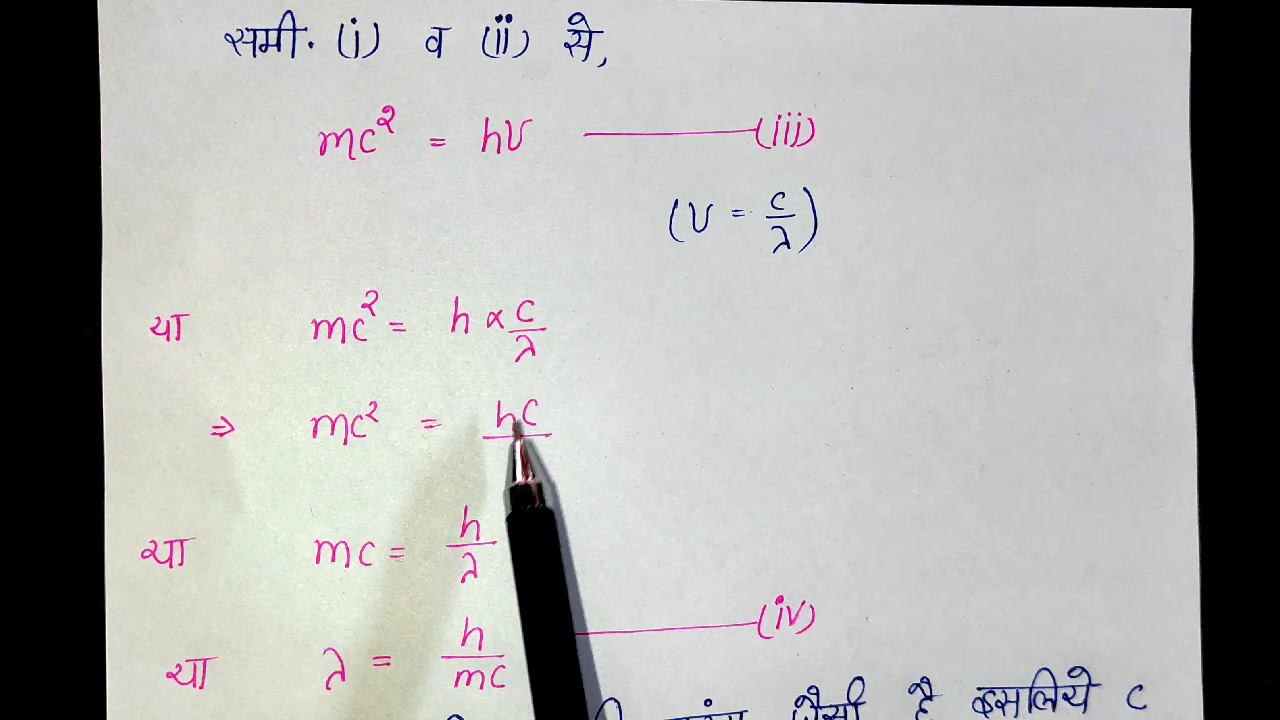 समी. (i) व (ii) से,
mc² = hν ——— (iii)
(ν = c/λ)
या mc² = h × c/λ
⇒ mc² = hc
या mc = h/λ
या λ = h/mc ——— (iv)
जैसी है इसलिये c